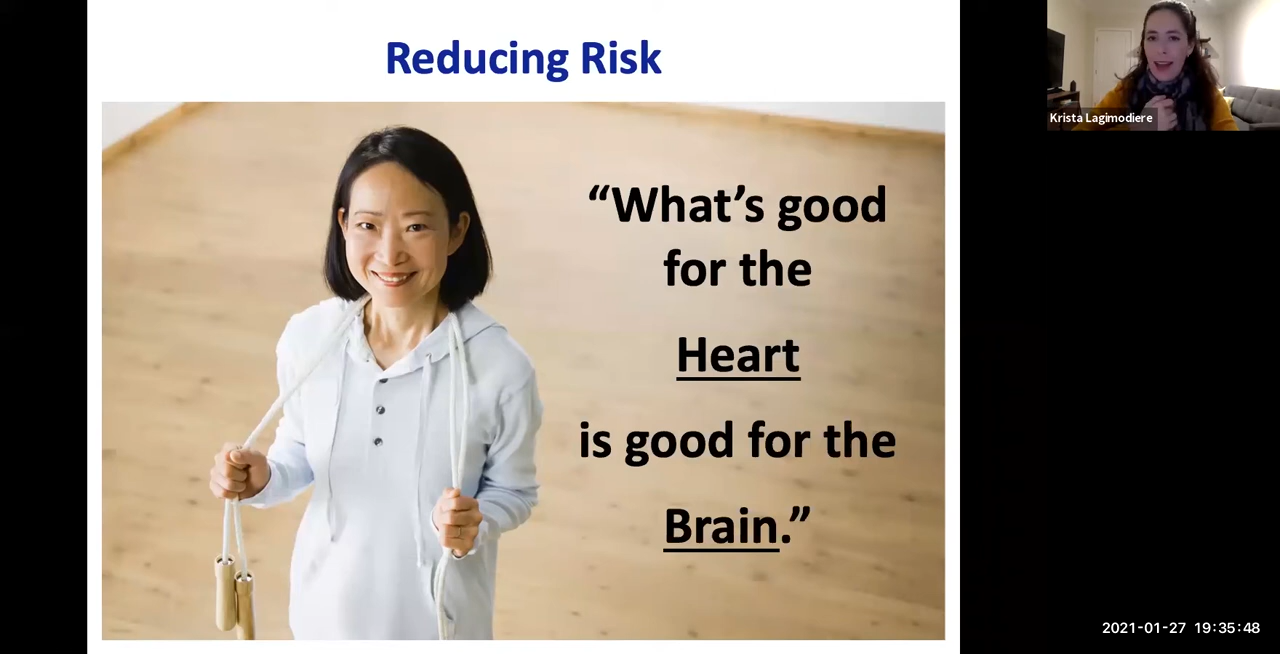 Reducing Risk
“What’s good
for the
Heart
is good for the
Brain.”
Krista Lagimodiere
2021-01-27 19:35:48